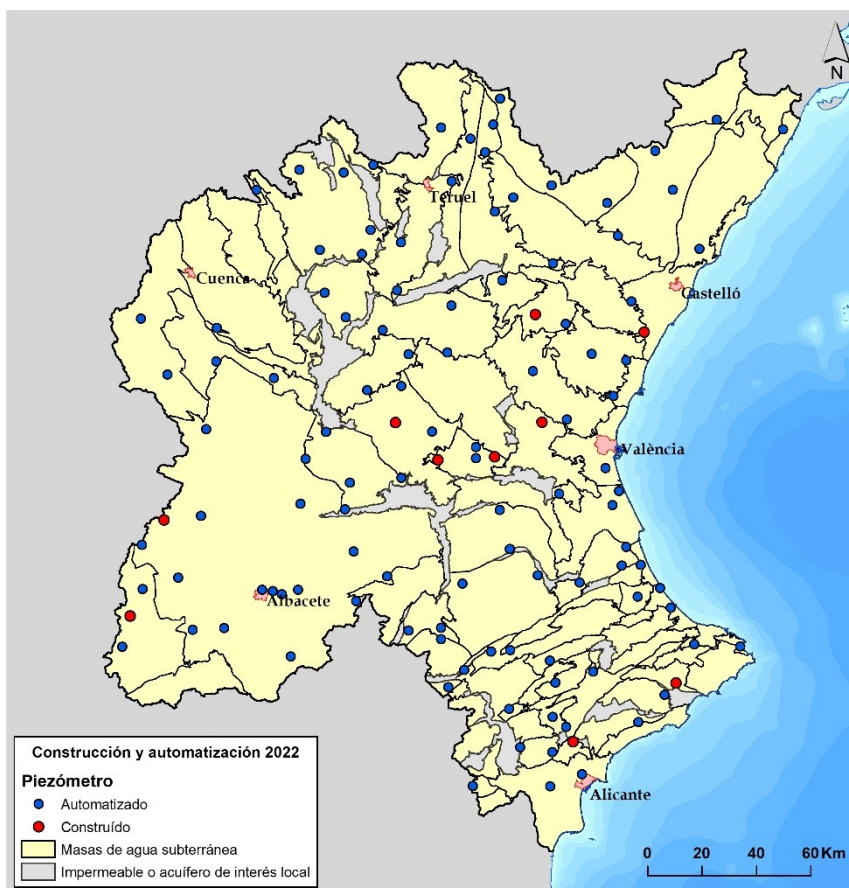 N
Teruel
Cuenca
Castelló
València
Albacete
Alicante
Construcción y automatización 2022
Piezómetro
Automatizado
Construído
Masas de agua subterránea
Impermeable o acuífero de interés local
0 20 40 60 Km